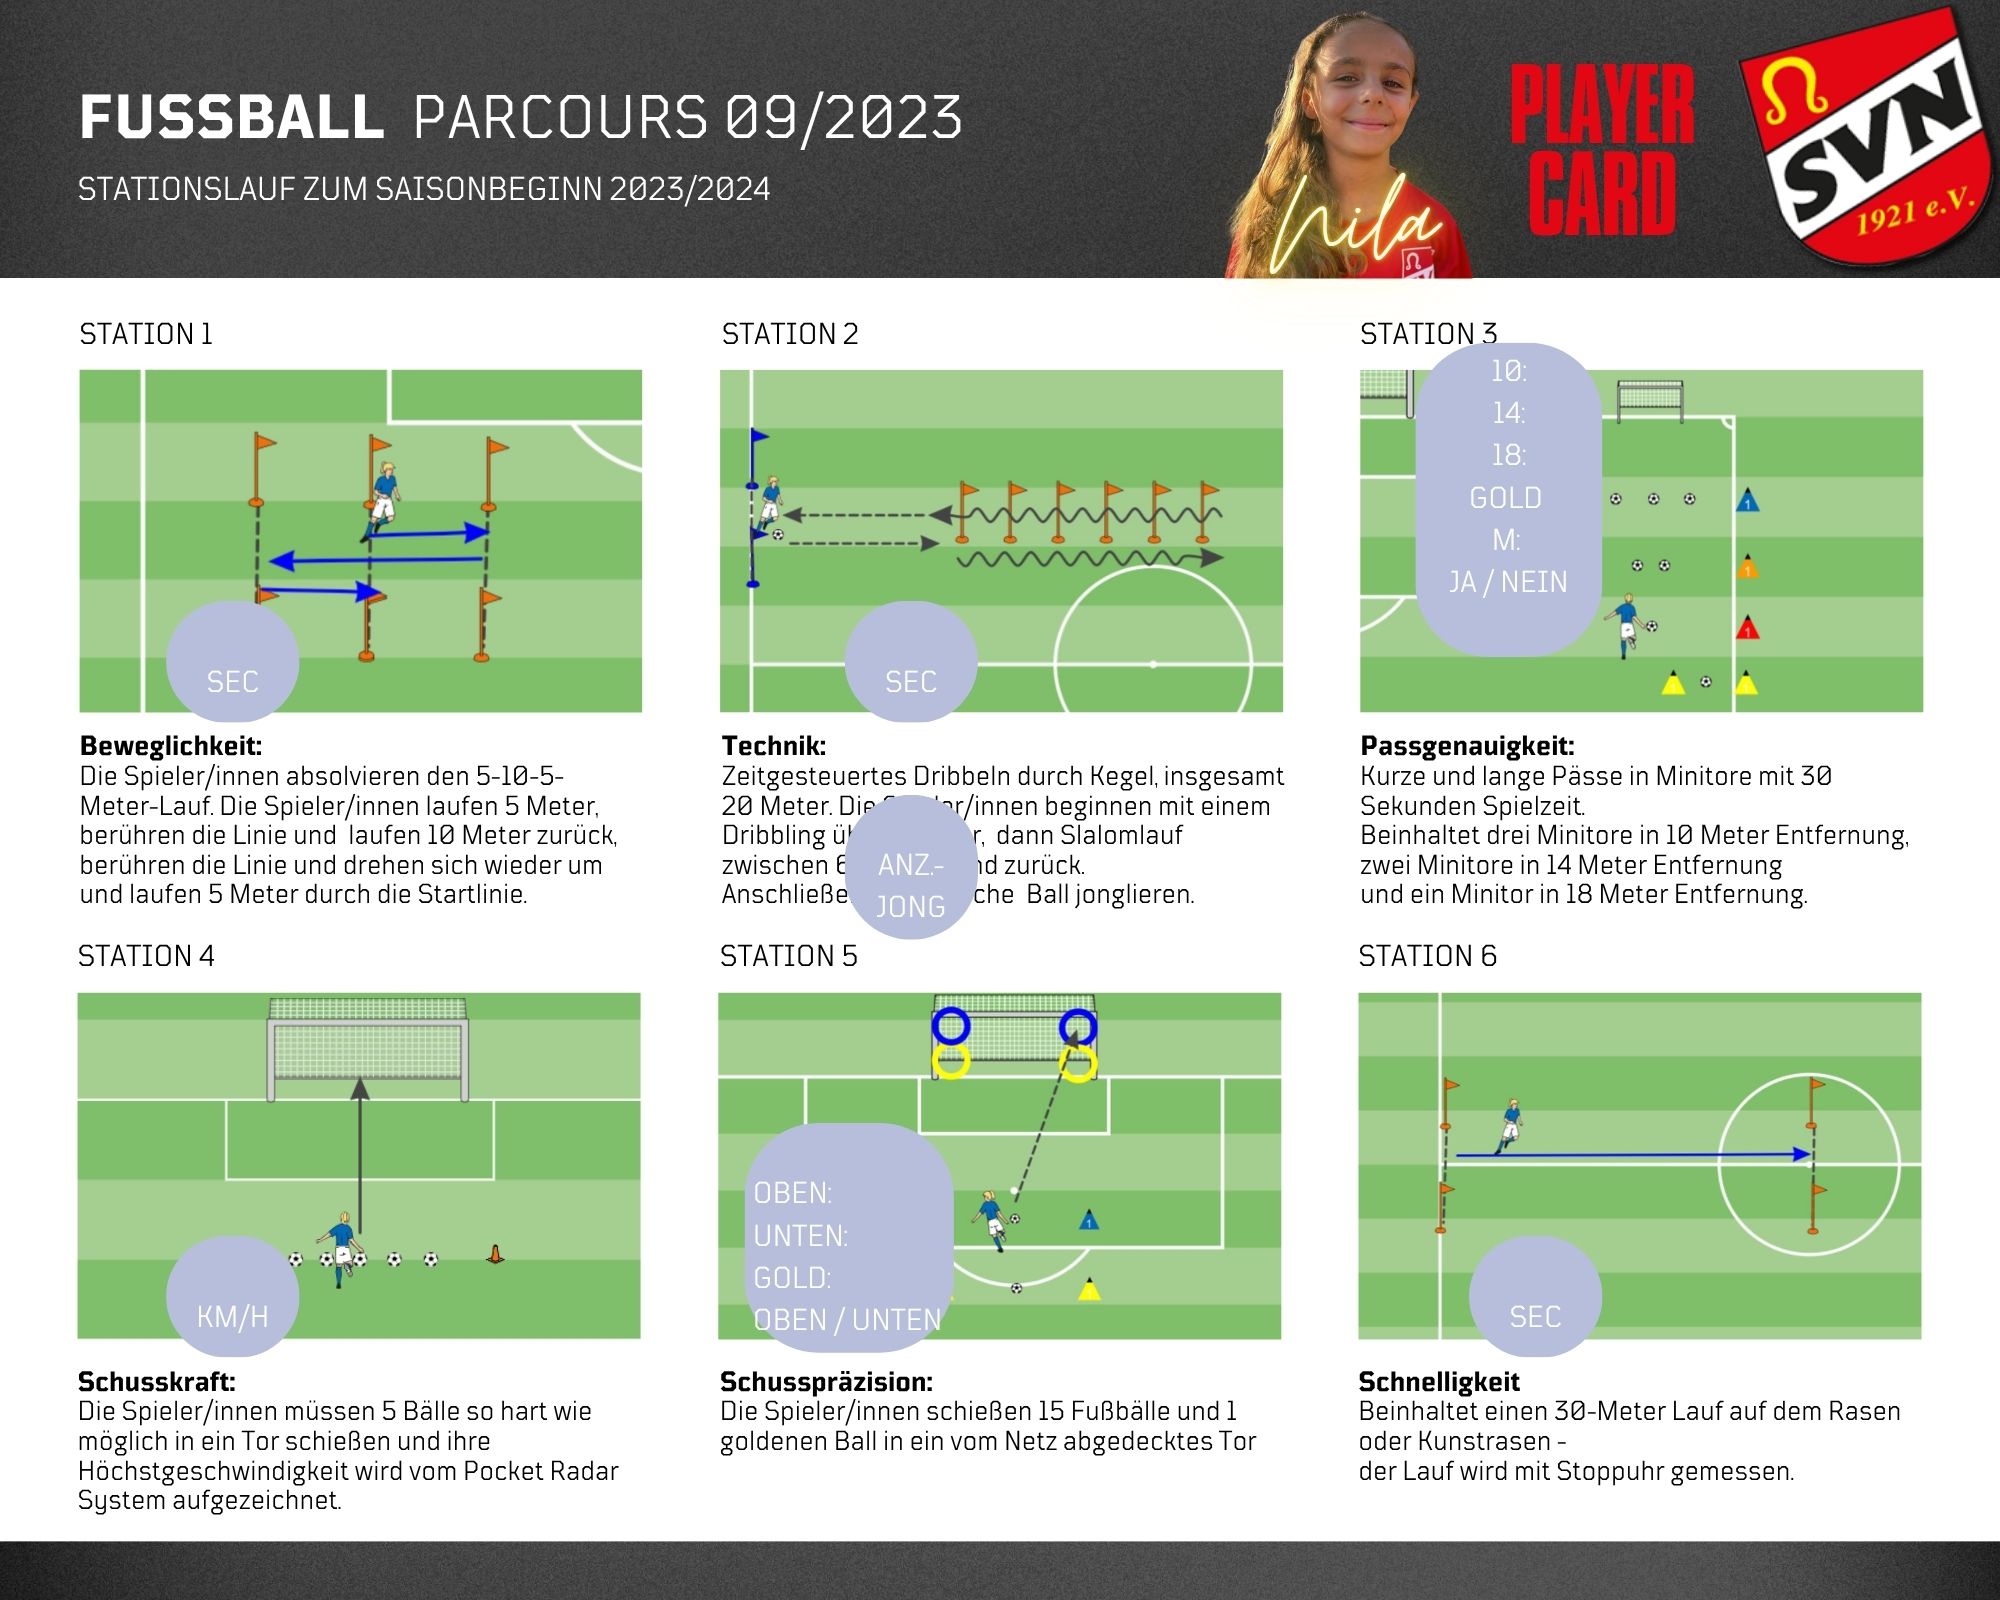 FUSSBALL PARCOURS 09/2023
STATIONSLAUF ZUM SAISONBEGINN 2023/2024
Nila
PLAYER
CARD
SVN
1921 e.V.
STATION 1
SEC
Beweglichkeit:
Die Spieler/innen absolvieren den 5-10-5-
Meter-Lauf. Die Spieler/innen laufen 5 Meter,
berühren die Linie und laufen 10 Meter zurück,
berühren die Linie und drehen sich wieder um
und laufen 5 Meter durch die Startlinie.
STATION 2
SEC
Technik:
Zeitgesteuertes Dribbeln durch Kegel, insgesamt
20 Meter. Die /innen beginnen mit einem
Dribbling dann Slalomlauf
zwischen 6 zurück.
Ball jonglieren.
ANZ.-
JONG
STATION 3
10:
14:
18:
GOLD
M:
JA / NEIN
1
1
1
1
1
Passgenauigkeit:
Kurze und lange Pässe in Minitore mit 30
Sekunden Spielzeit.
Beinhaltet drei Minitore in 10 Meter Entfernung,
zwei Minitore in 14 Meter Entfernung
und ein Minitor in 18 Meter Entfernung.
STATION 4
KM/H
Schusskraft:
Die Spieler/innen müssen 5 Bälle so hart wie
möglich in ein Tor schießen und ihre
Höchstgeschwindigkeit wird vom Pocket Radar
System aufgezeichnet.
STATION 5
OBEN:
UNTEN:
GOLD:
OBEN / UNTEN
1
1
Schusspräzision:
Die Spieler/innen schießen 15 Fußbälle und 1
goldenen Ball in ein vom Netz abgedecktes Tor
STATION 6
SEC
Schnelligkeit
Beinhaltet einen 30-Meter Lauf auf dem Rasen
oder Kunstrasen -
der Lauf wird mit Stoppuhr gemessen.